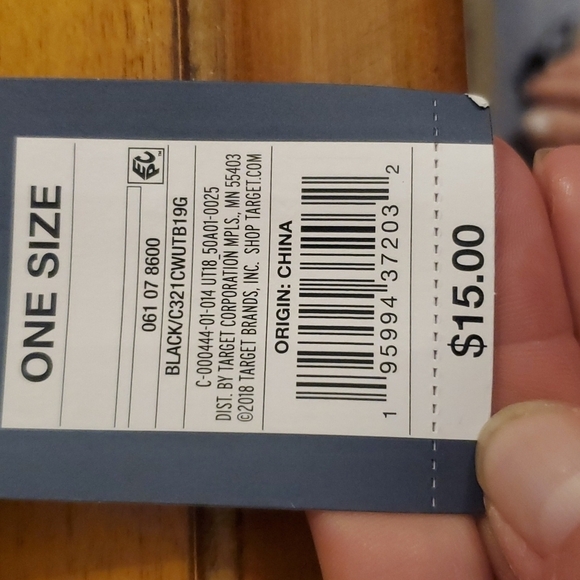 ONE SIZE
EPC
061 07 8600
BLACK/C321CWUTB19G
C-000444-01-014 UT18_50A01-0025
DIST. BY TARGET CORPORATION MPLS., MN 55403
©2018 TARGET BRANDS, INC. SHOP TARGET.COM
ORIGIN: CHINA
1 95994 37203 2
$15.00